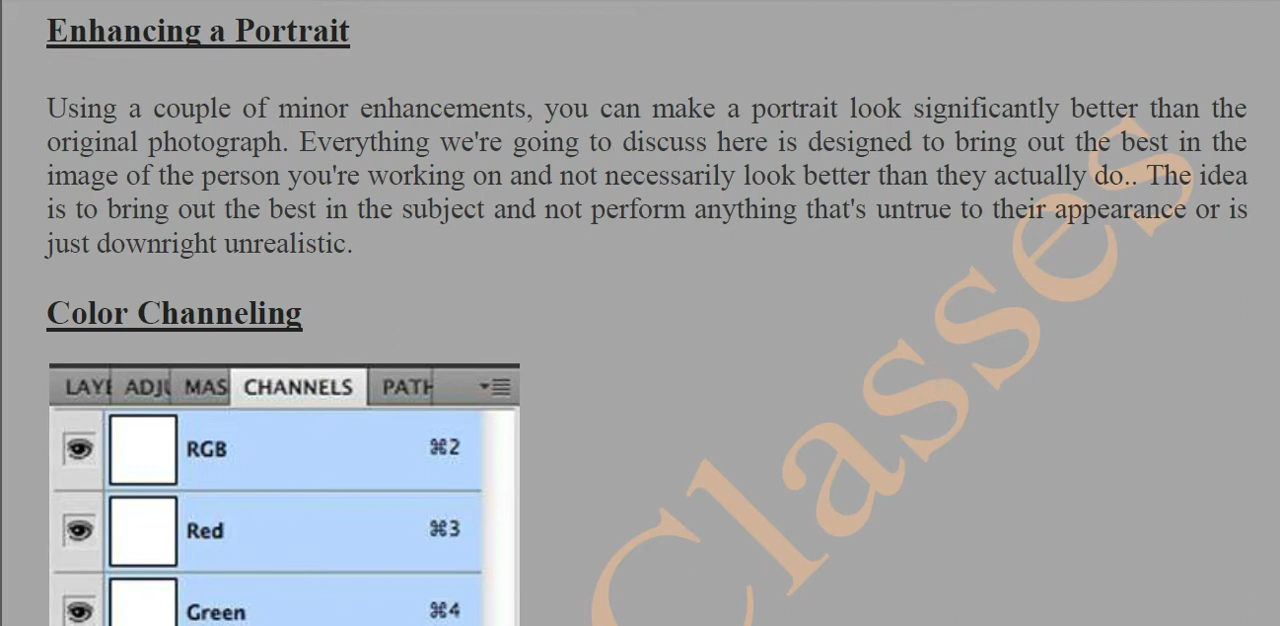 Enhancing a Portrait
Using a couple of minor enhancements, you can make a portrait look significantly better than the
original photograph. Everything we're going to discuss here is designed to bring out the best in the
image of the person you're working on and not necessarily look better than they actually do.. The idea
is to bring out the best in the subject and not perform anything that's untrue to their appearance or is
just downright unrealistic.
Color Channeling
LAYE ADJU MAS CHANNELS PATH
RGB ⌘2
Red ⌘3
Green ⌘4
Classes